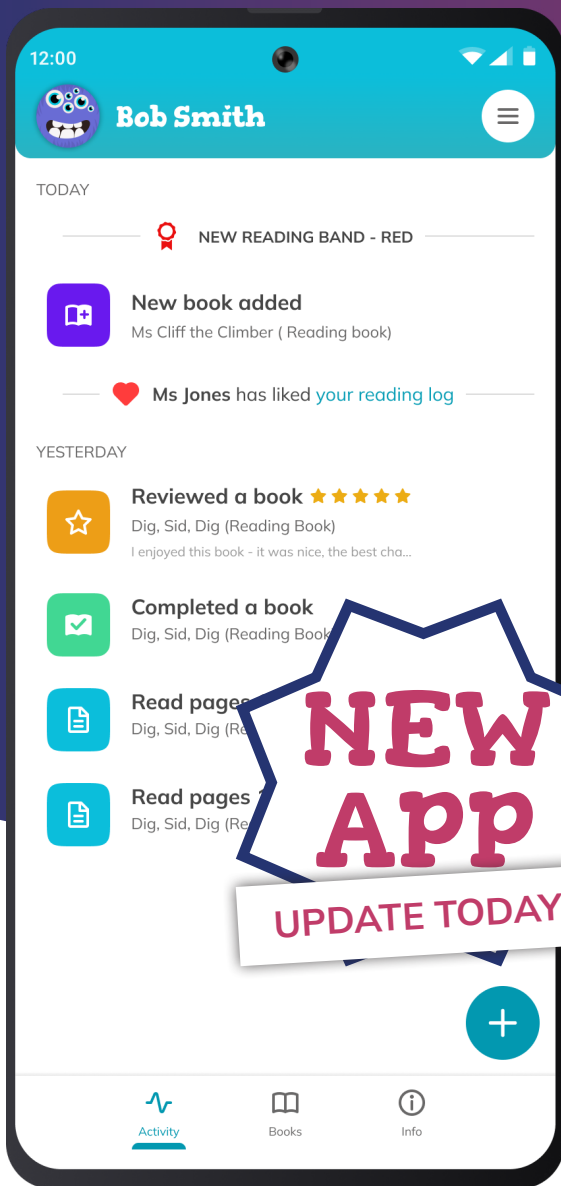 12:00
Bob Smith
TODAY
NEW READING BAND - RED
New book added
Ms Cliff the Climber ( Reading book)
Ms Jones has liked your reading log
YESTERDAY
Reviewed a book
Dig, Sid, Dig (Reading Book)
I enjoyed this book - it was nice, the best cha...
Completed a book
Dig, Sid, Dig (Reading Book
Read pages
Dig, Sid, Dig (Re
Read pages
Dig, Sid, Dig (Re
NEW
APP
UPDATE TODAY
Activity
Books
Info